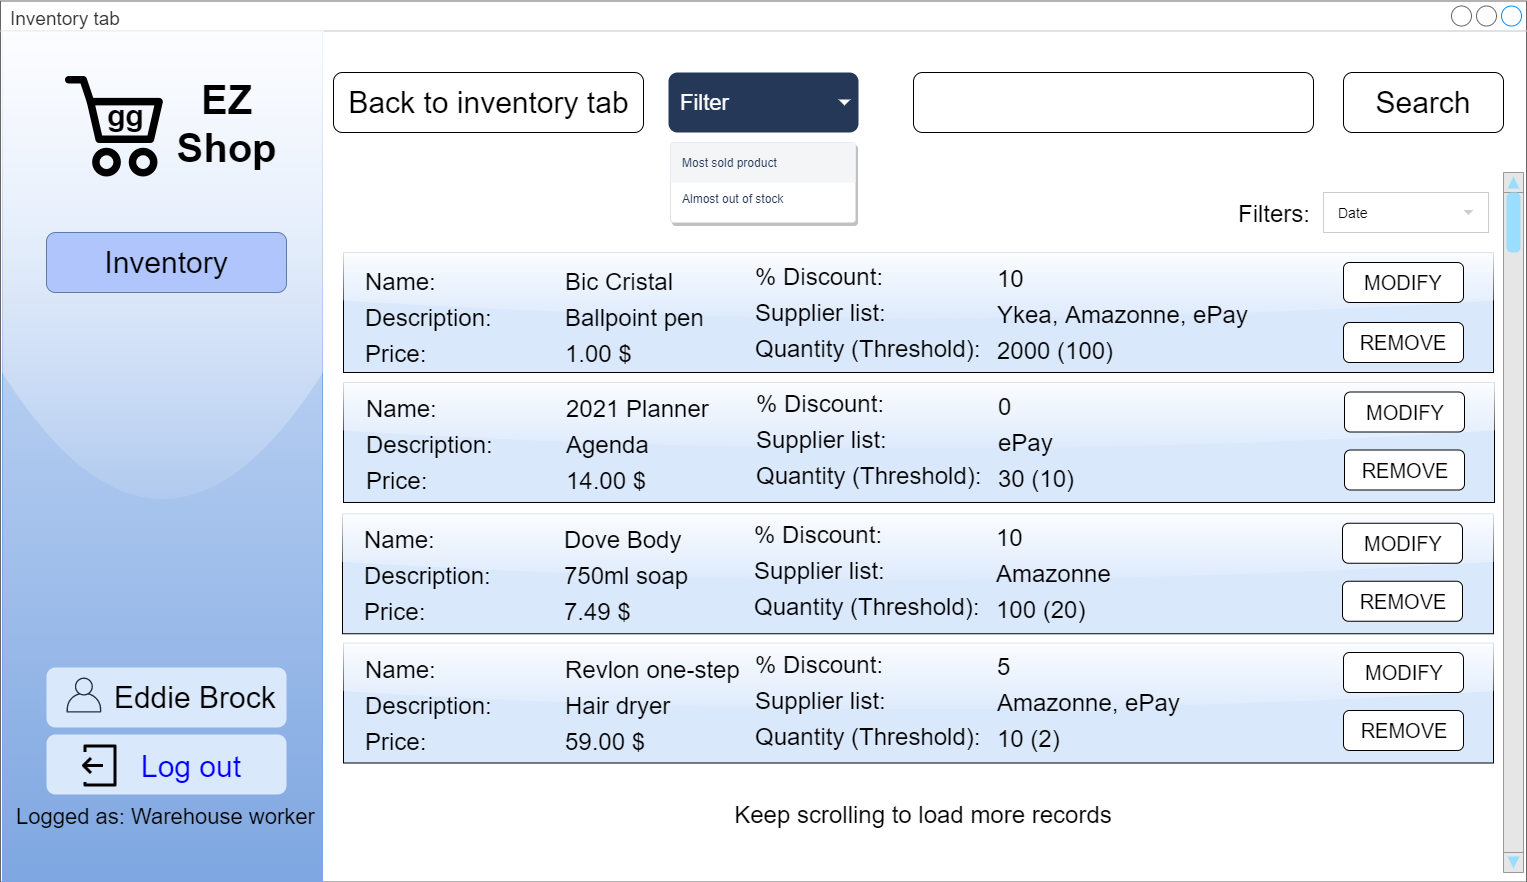 Inventory tab
gg
EZ
Shop
Inventory
Eddie Brock
Log out
Logged as: Warehouse worker
Back to inventory tab
Filter
Search
Most sold product
Almost out of stock
Filters:
Date
Name: Bic Cristal % Discount: 10 MODIFY
Description: Ballpoint pen Supplier list: Ykea, Amazonne, ePay
Price: 1.00 $ Quantity (Threshold): 2000 (100) REMOVE
Name: 2021 Planner % Discount: 0 MODIFY
Description: Agenda Supplier list: ePay
Price: 14.00 $ Quantity (Threshold): 30 (10) REMOVE
Name: Dove Body % Discount: 10 MODIFY
Description: 750ml soap Supplier list: Amazonne
Price: 7.49 $ Quantity (Threshold): 100 (20) REMOVE
Name: Revlon one-step % Discount: 5 MODIFY
Description: Hair dryer Supplier list: Amazonne, ePay
Price: 59.00 $ Quantity (Threshold): 10 (2) REMOVE
Keep scrolling to load more records